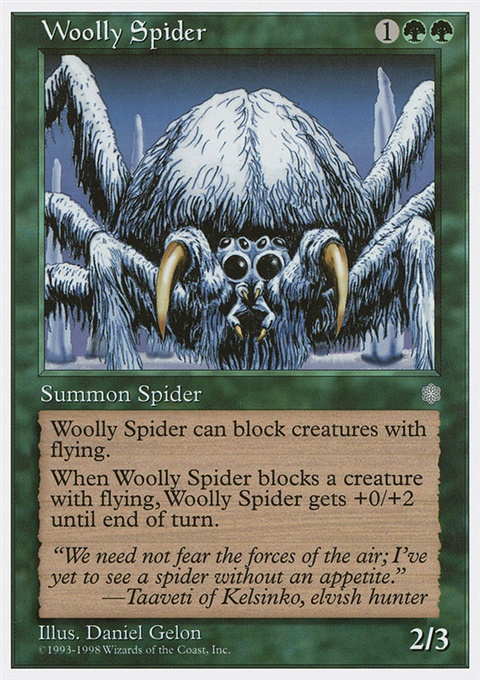 Woolly Spider
1
Summon Spider
Woolly Spider can block creatures with
flying.
When Woolly Spider blocks a creature
with flying, Woolly Spider gets +0/+2
until end of turn.
“We need not fear the forces of the air; I’ve
yet to see a spider without an appetite.”
—Taaveti of Kelsinko, elvish hunter
Illus. Daniel Gelon
2/3
©1993-1998 Wizards of the Coast, Inc.